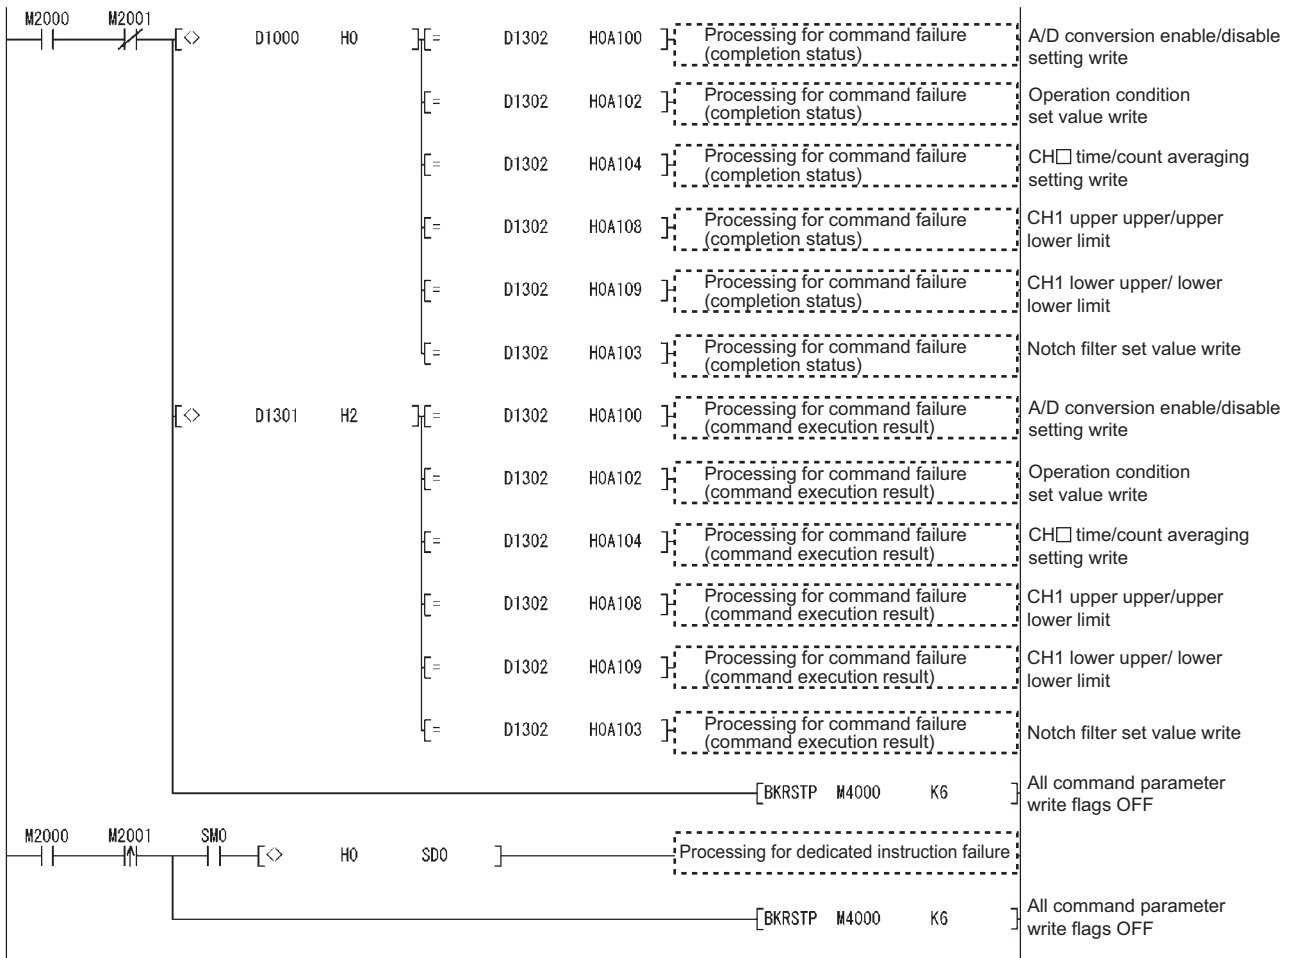 M2000 M2001
<> D1000 H0 = D1302 H0A100 Processing for command failure (completion status) A/D conversion enable/disable setting write
= D1302 H0A102 Processing for command failure (completion status) Operation condition set value write
= D1302 H0A104 Processing for command failure (completion status) CH□ time/count averaging setting write
= D1302 H0A108 Processing for command failure (completion status) CH1 upper upper/upper lower limit
= D1302 H0A109 Processing for command failure (completion status) CH1 lower upper/ lower lower limit
= D1302 H0A103 Processing for command failure (completion status) Notch filter set value write
<> D1301 H2 = D1302 H0A100 Processing for command failure (command execution result) A/D conversion enable/disable setting write
= D1302 H0A102 Processing for command failure (command execution result) Operation condition set value write
= D1302 H0A104 Processing for command failure (command execution result) CH□ time/count averaging setting write
= D1302 H0A108 Processing for command failure (command execution result) CH1 upper upper/upper lower limit
= D1302 H0A109 Processing for command failure (command execution result) CH1 lower upper/ lower lower limit
= D1302 H0A103 Processing for command failure (command execution result) Notch filter set value write
BKRSTP M4000 K6 All command parameter write flags OFF
M2000 M2001 SM0
<> H0 SD0 Processing for dedicated instruction failure
BKRSTP M4000 K6 All command parameter write flags OFF